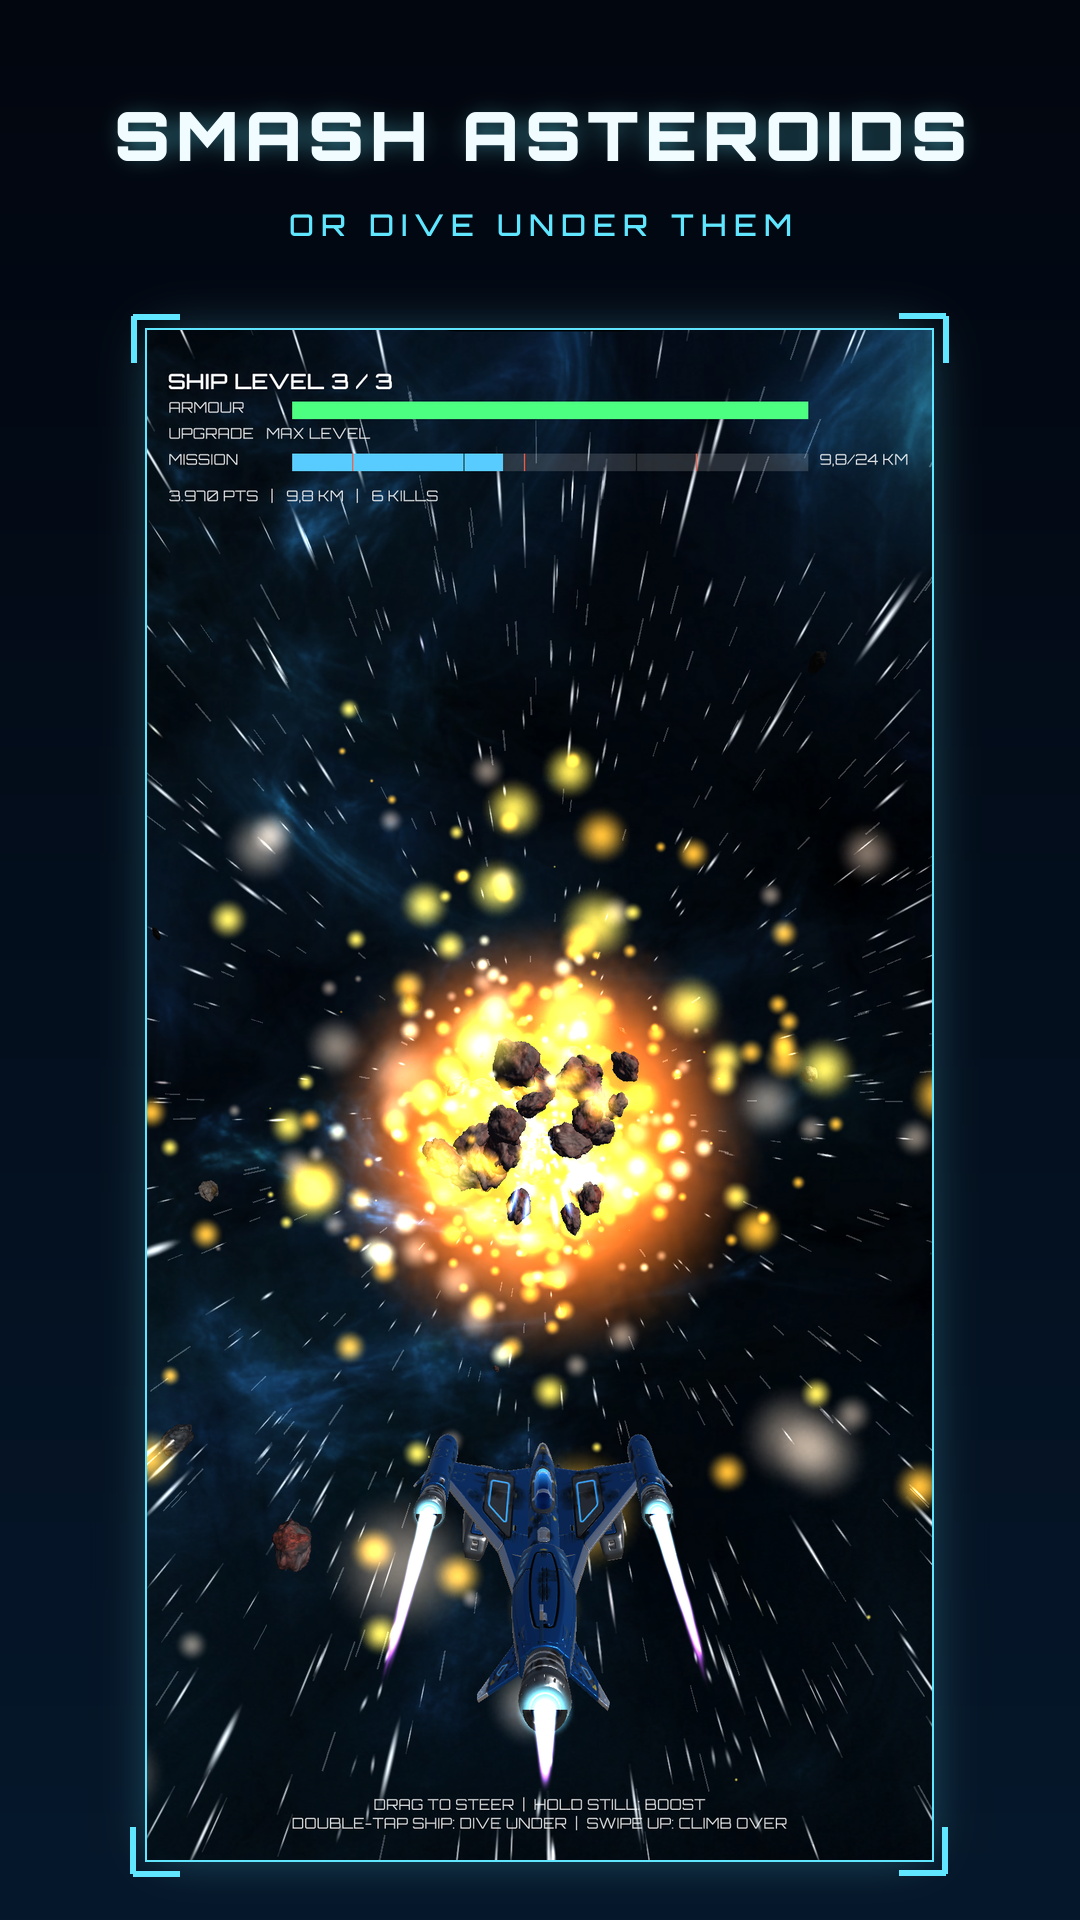 SMASH ASTEROIDS
OR DIVE UNDER THEM
SHIP LEVEL 3 / 3
ARMOUR
UPGRADE MAX LEVEL
MISSION 9,8/24 KM
3.970 PTS | 9,8 KM | 6 KILLS
DRAG TO STEER | HOLD STILL: BOOST
DOUBLE-TAP SHIP: DIVE UNDER | SWIPE UP: CLIMB OVER